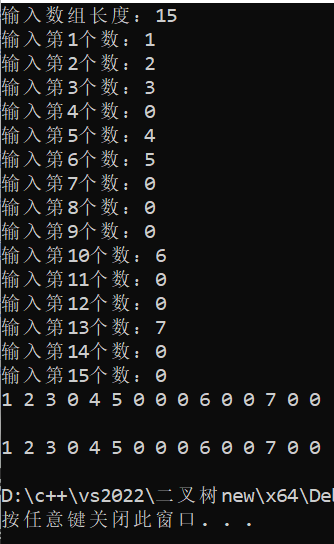 输入数组长度：15
输入第1个数：1
输入第2个数：2
输入第3个数：3
输入第4个数：0
输入第5个数：4
输入第6个数：5
输入第7个数：0
输入第8个数：0
输入第9个数：0
输入第10个数：6
输入第11个数：0
输入第12个数：0
输入第13个数：7
输入第14个数：0
输入第15个数：0
1 2 3 0 4 5 0 0 0 6 0 0 7 0 0
1 2 3 0 4 5 0 0 0 6 0 0 7 0 0
D:\c++\vs2022\二叉树new\x64\De
按任意键关闭此窗口. . .